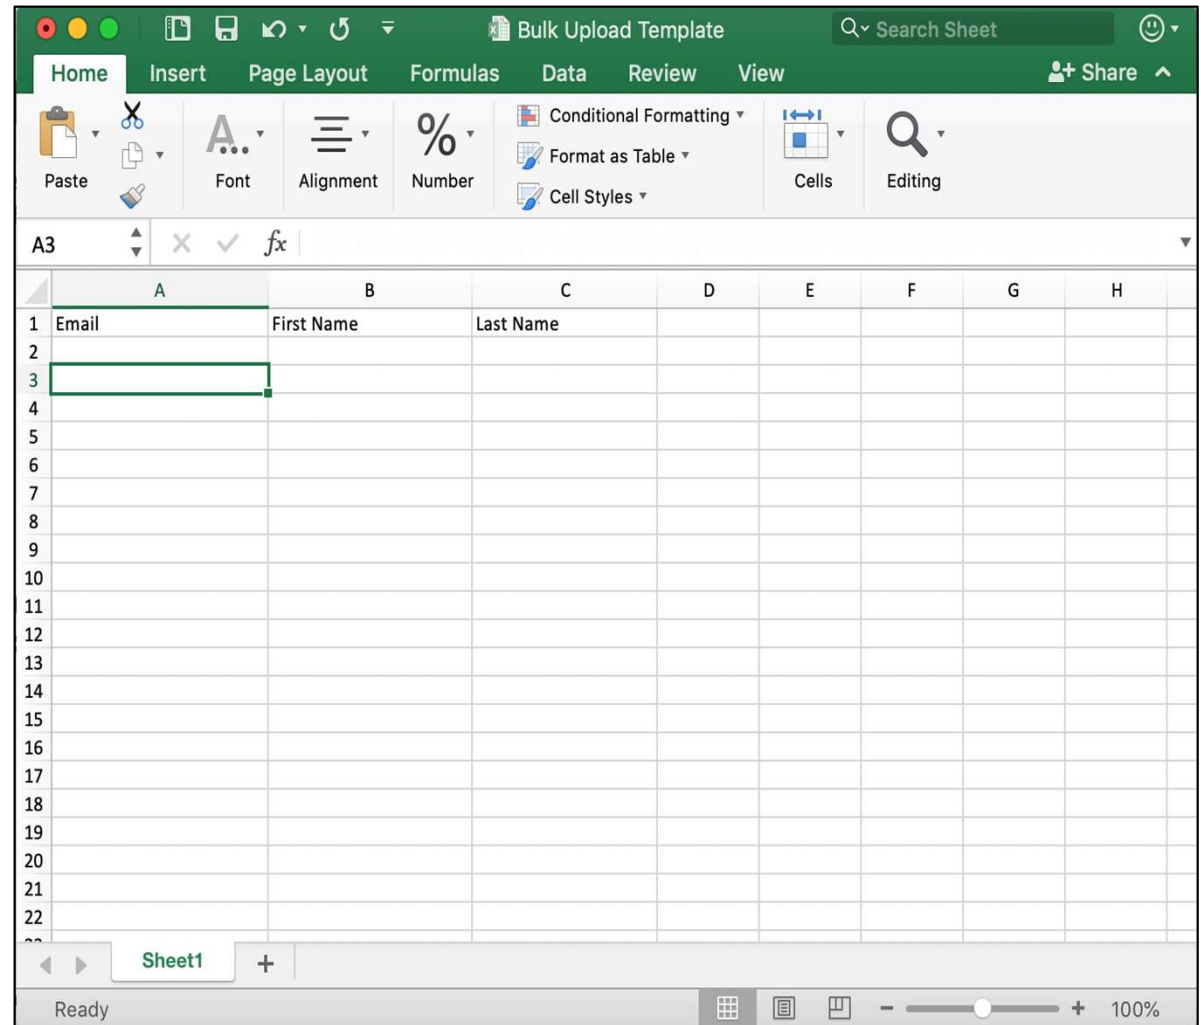 Bulk Upload Template
Search Sheet
Home Insert Page Layout Formulas Data Review View Share
Paste Font Alignment Number Conditional Formatting Format as Table Cell Styles Cells Editing
A3 fx
A B C D E F G H
1 Email First Name Last Name
2
3
4
5
6
7
8
9
10
11
12
13
14
15
16
17
18
19
20
21
22
Sheet1 +
Ready 100%